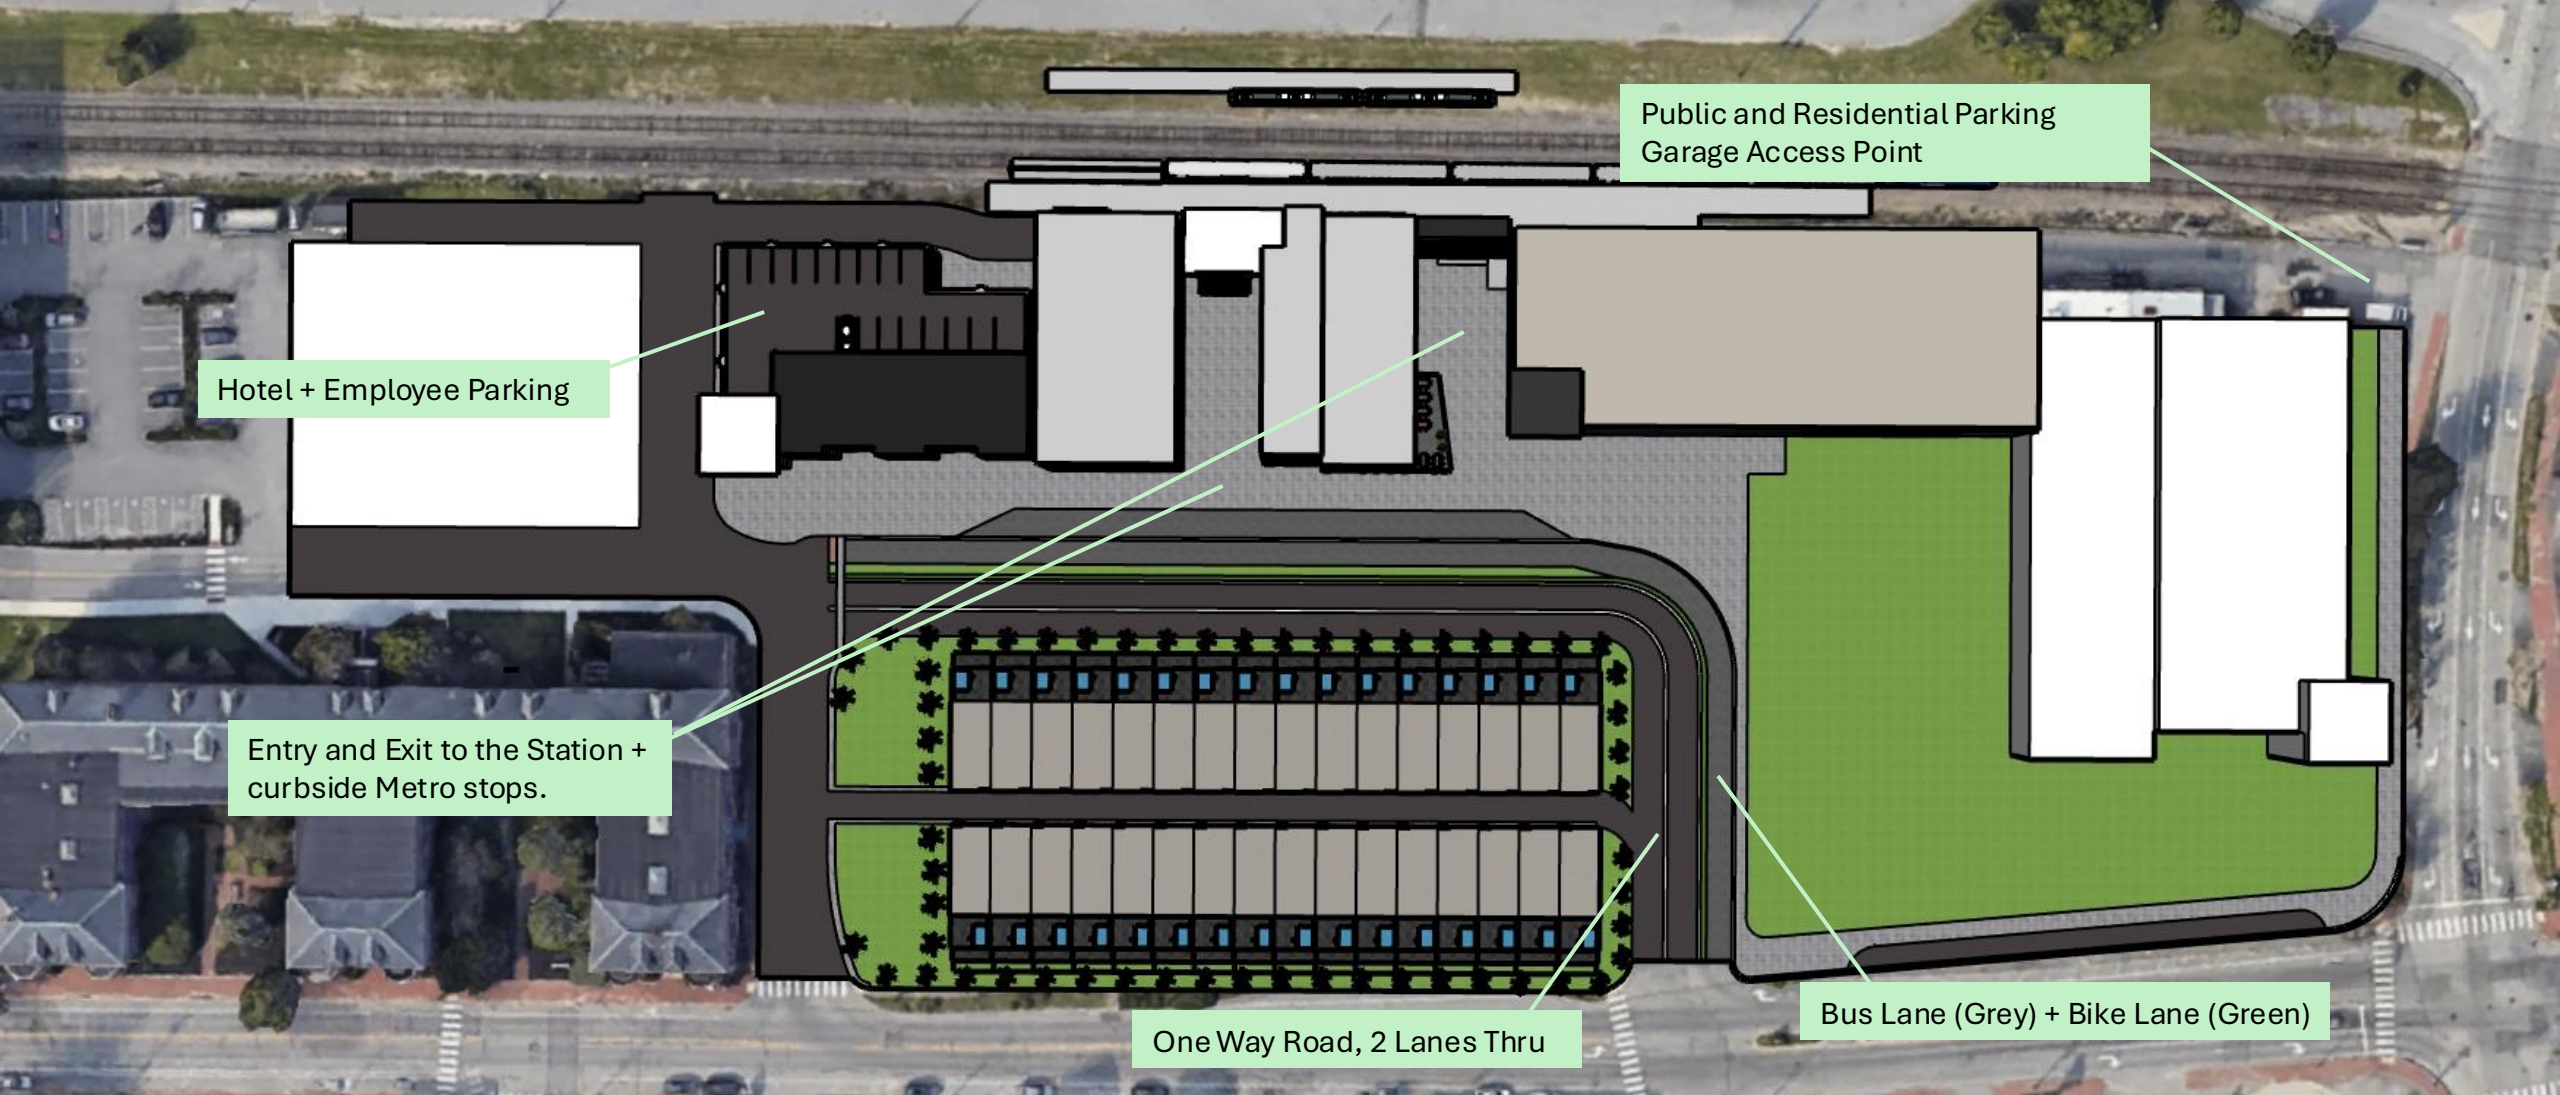 Public and Residential Parking
Garage Access Point
Hotel + Employee Parking
Entry and Exit to the Station +
curbside Metro stops.
Bus Lane (Grey) + Bike Lane (Green)
One Way Road, 2 Lanes Thru